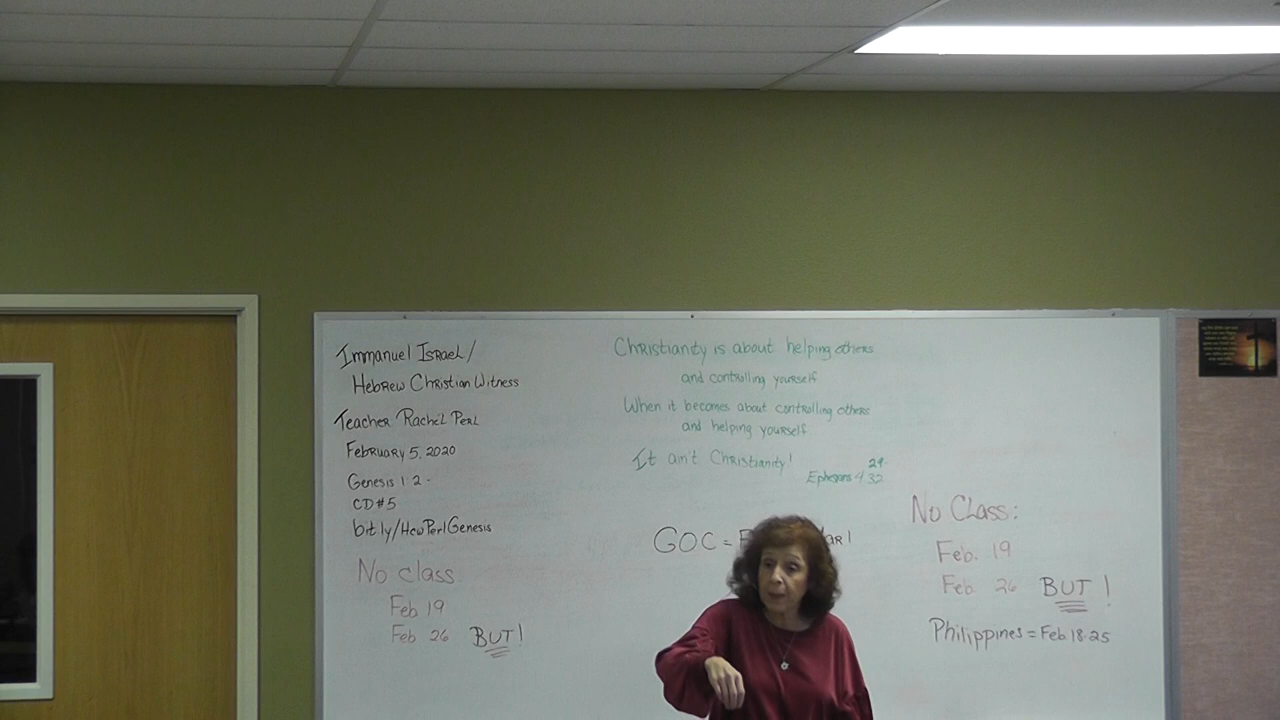 Immanuel Israel/
Hebrew Christian Witness
Teacher: Rachel Perl
February 5, 2020
Genesis 1:2-
CD#5
bit.ly/HcwPerlGenesis
No class
Feb 19
Feb 26 BUT!
Christianity is about helping others
and controlling yourself
When it becomes about controlling others
and helping yourself
It ain't Christianity!
29-
Ephesians 4 32
GOC =
No Class:
Feb. 19
Feb 26 BUT!
Philippines = Feb 18-25